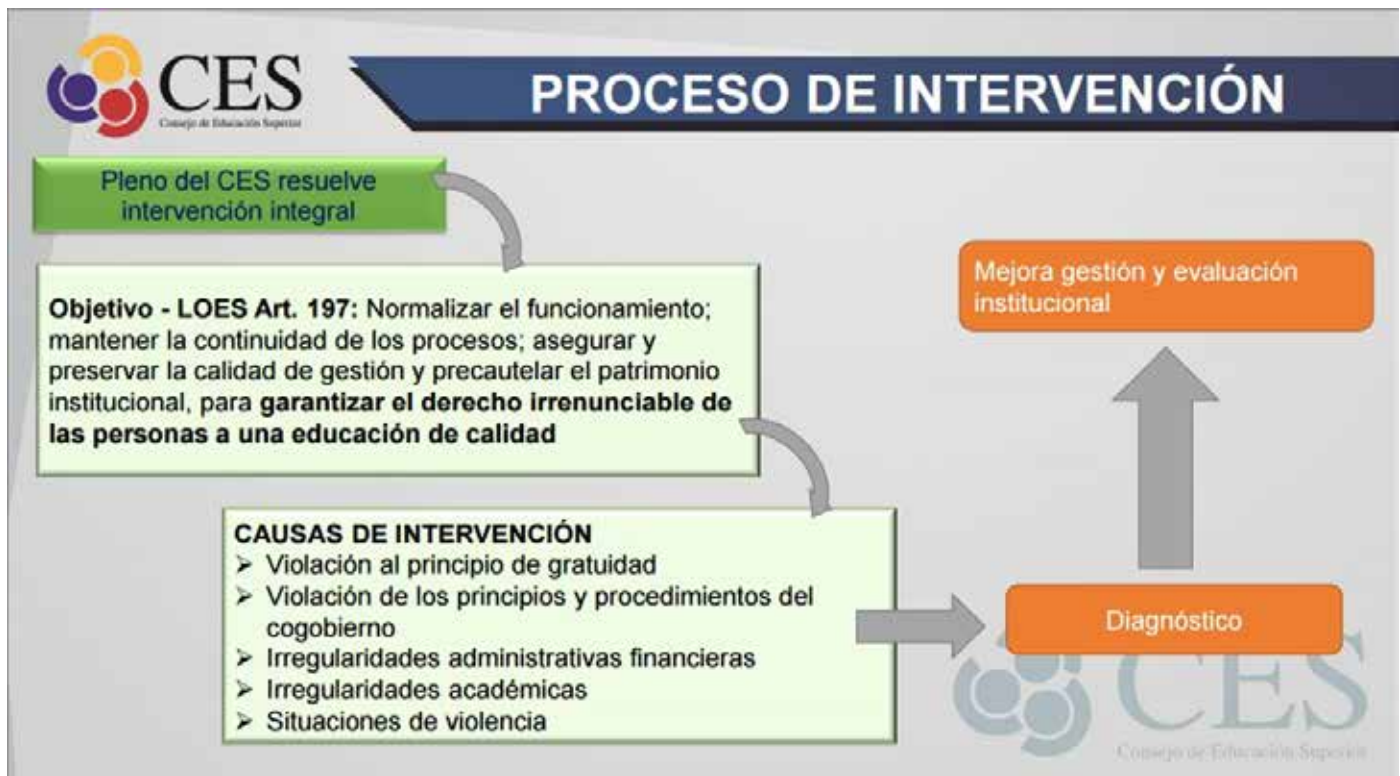 CES
Consejo de Educación Superior
PROCESO DE INTERVENCIÓN
Pleno del CES resuelve
intervención integral
Objetivo - LOES Art. 197: Normalizar el funcionamiento;
mantener la continuidad de los procesos; asegurar y
preservar la calidad de gestión y precautelar el patrimonio
institucional, para garantizar el derecho irrenunciable de
las personas a una educación de calidad
CAUSAS DE INTERVENCIÓN
➢ Violación al principio de gratuidad
➢ Violación de los principios y procedimientos del
cogobierno
➢ Irregularidades administrativas financieras
➢ Irregularidades académicas
➢ Situaciones de violencia
Diagnóstico
Mejora gestión y evaluación
institucional
CES
Consejo de Educación Superior